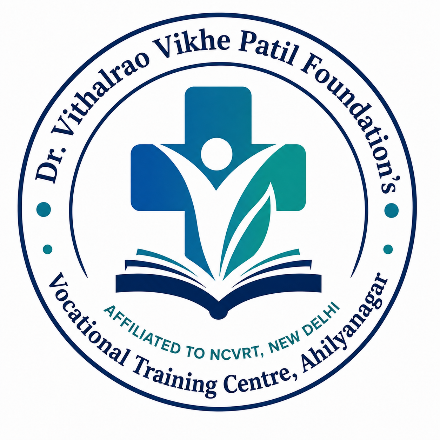 Dr. Vithalrao Vikhe Patil Foundation's
AFFILIATED TO NCVRT, NEW DELHI
Vocational Training Centre, Ahilyanagar